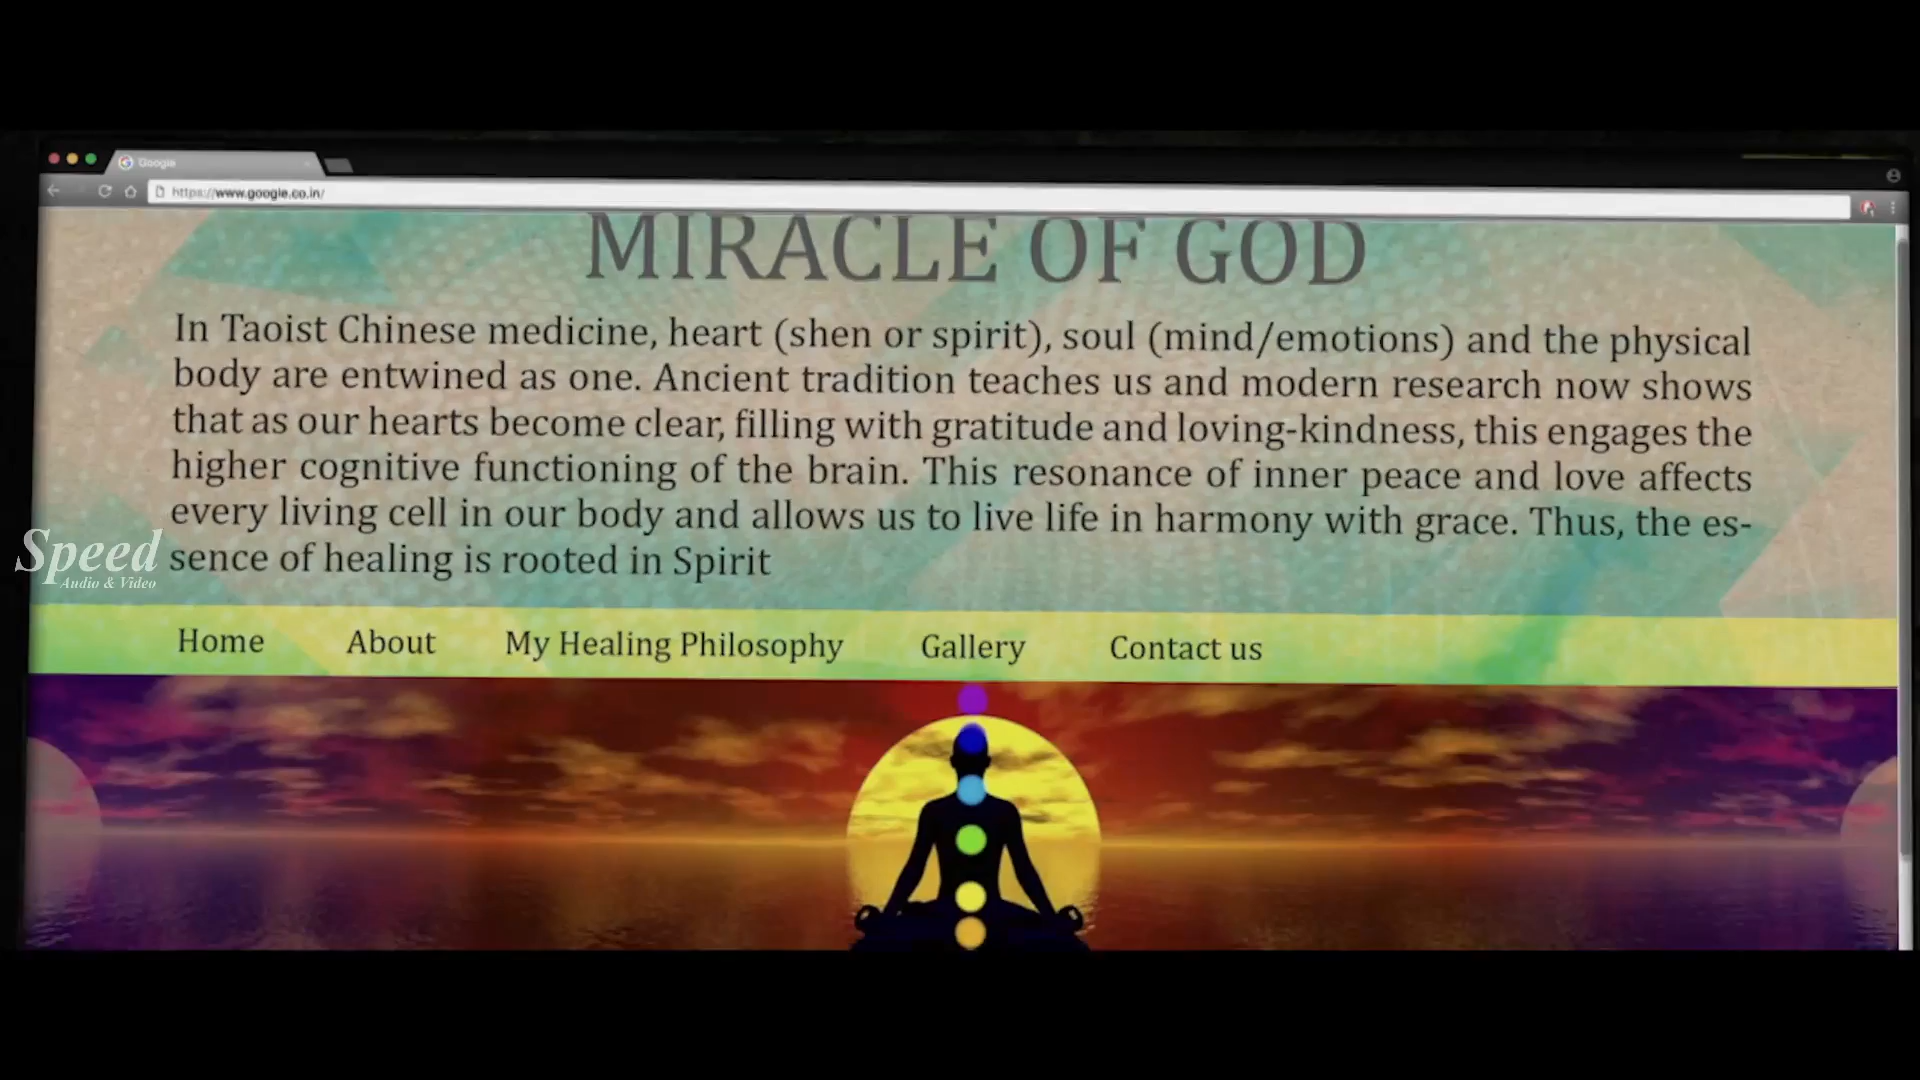 Google
https://www.google.co.in/
MIRACLE OF GOD
In Taoist Chinese medicine, heart (shen or spirit), soul (mind/emotions) and the physical
body are entwined as one. Ancient tradition teaches us and modern research now shows
that as our hearts become clear, filling with gratitude and loving-kindness, this engages the
higher cognitive functioning of the brain. This resonance of inner peace and love affects
every living cell in our body and allows us to live life in harmony with grace. Thus, the es-
sence of healing is rooted in Spirit
Speed
Audio & Video
Home About My Healing Philosophy Gallery Contact us